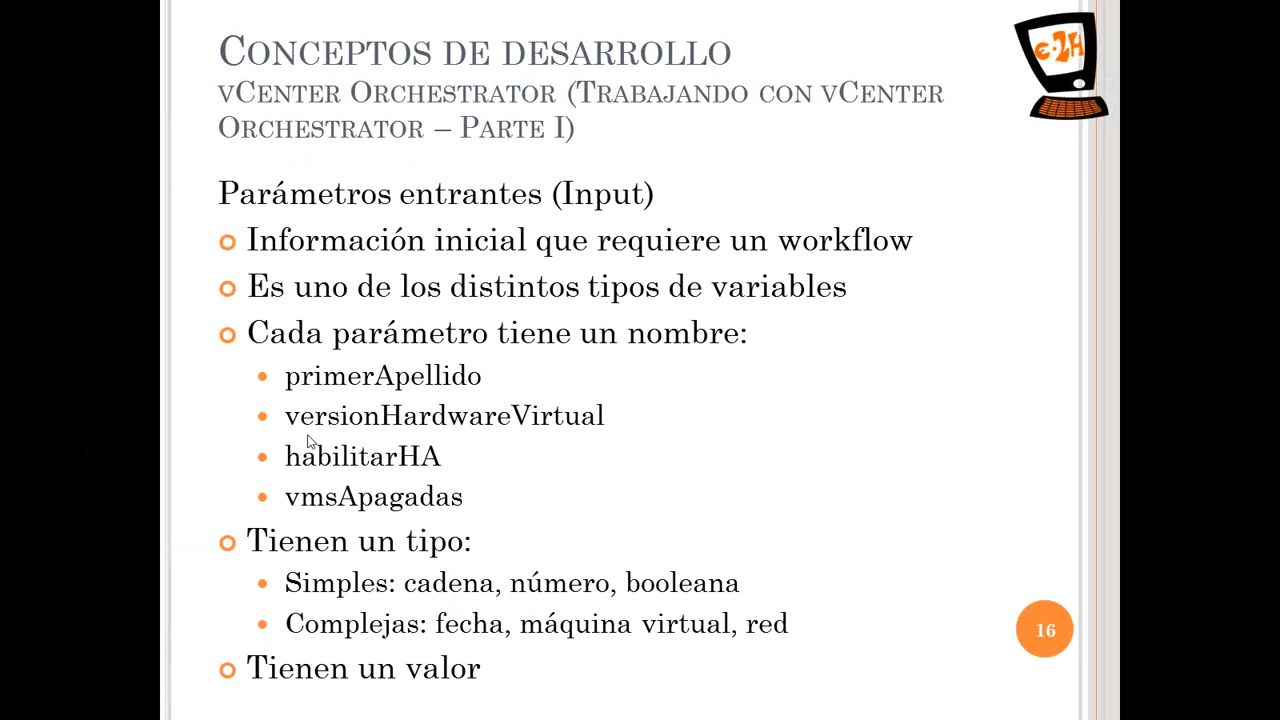 CONCEPTOS DE DESARROLLO
VCENTER ORCHESTRATOR (TRABAJANDO CON VCENTER
ORCHESTRATOR – PARTE I)
e-2H
Parámetros entrantes (Input)
Información inicial que requiere un workflow
Es uno de los distintos tipos de variables
Cada parámetro tiene un nombre:
primerApellido
versionHardwareVirtual
habilitarHA
vmsApagadas
Tienen un tipo:
Simples: cadena, número, booleana
Complejas: fecha, máquina virtual, red
Tienen un valor
16